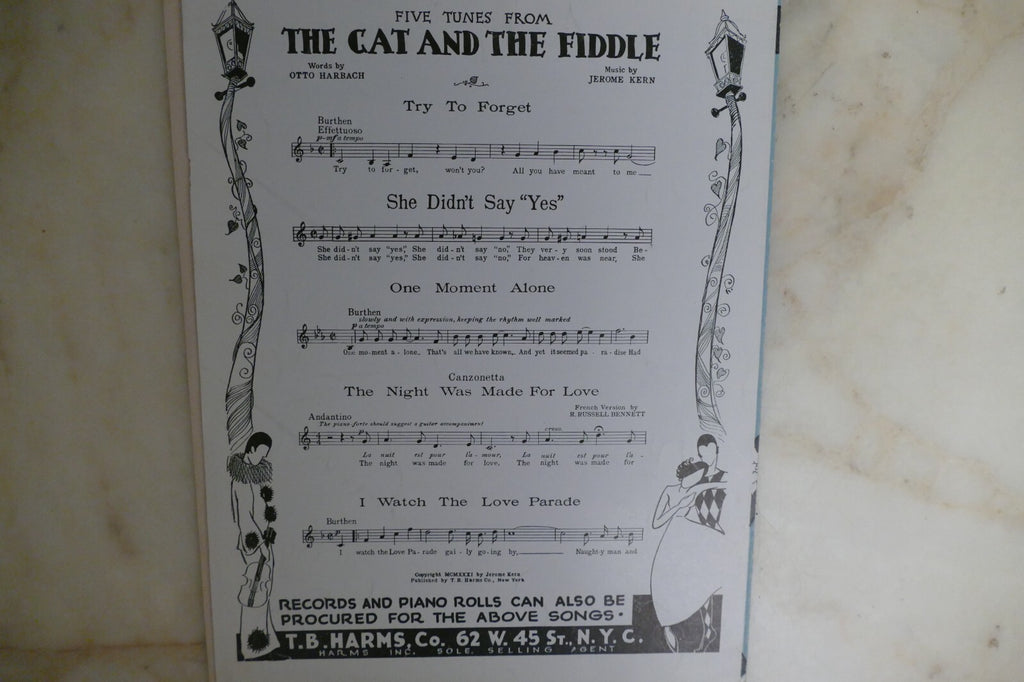 FIVE TUNES FROM
THE CAT AND THE FIDDLE
Words by
OTTO HARBACH
Music by
JEROME KERN
Try To Forget
Burthen
Effettuoso
p-mf a tempo
Try to for-get, won't you? All you have meant to me
She Didn't Say "Yes"
She did-n't say "yes," She did-n't say "no," They ver-y soon stood Be-
She did-n't say "yes," She did-n't say "no," For heav-en was near, She
One Moment Alone
Burthen
slowly and with expression, keeping the rhythm well marked
p a tempo
One mo-ment a-lone. That's all we have known, And yet it seemed pa-ra-dise Had
Canzonetta
The Night Was Made For Love
French Version by
R. RUSSELL BENNETT
Andantino
The piano forte should suggest a guitar accompaniment
p
cresc.
La nuit est pour l'a-mour, La nuit est pour l'a-
The night was made for love, The night was made for
I Watch The Love Parade
Burthen
I watch the Love Pa-rade gai-ly go-ing by, Naught-y man and
Copyright MCMXXXI by Jerome Kern
Published by T. B. Harms Co., New York
RECORDS AND PIANO ROLLS CAN ALSO BE
PROCURED FOR THE ABOVE SONGS.
T.B. HARMS, Co. 62 W. 45 St., N.Y.C.
HARMS INC. SOLE SELLING AGENT